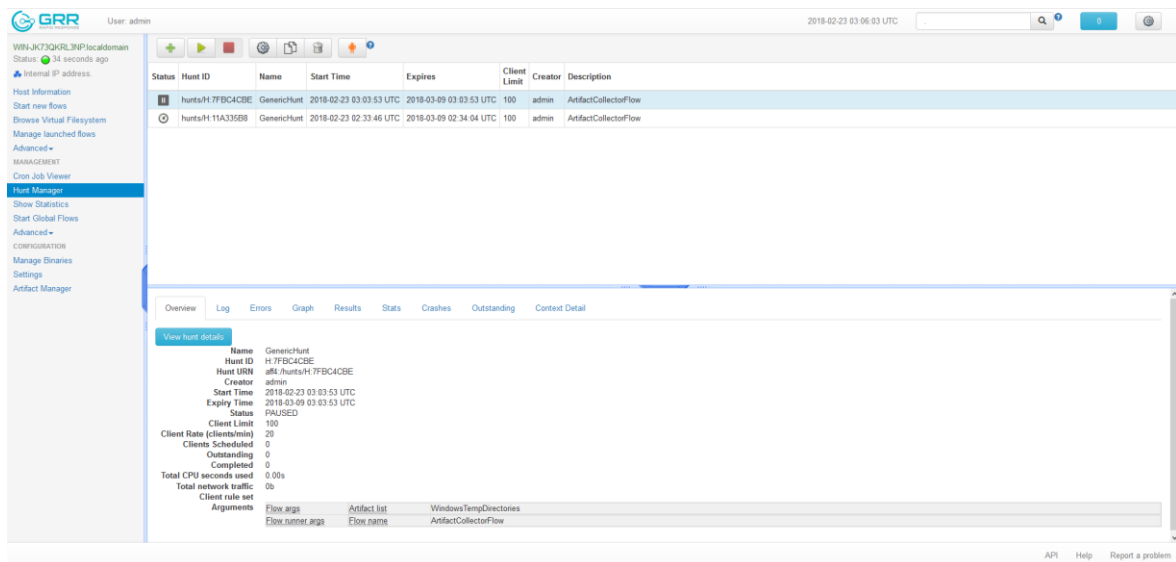 GRR User: admin 2018-02-23 03:06:03 UTC 0
WIN-JK73QKRL3NP.localdomain
Status: 34 seconds ago
Internal IP address.
Host Information
Start new flows
Browse Virtual Filesystem
Manage launched flows
Advanced
MANAGEMENT
Cron Job Viewer
Hunt Manager
Show Statistics
Start Global Flows
Advanced
CONFIGURATION
Manage Binaries
Settings
Artifact Manager
Status Hunt ID Name Start Time Expires Client Limit Creator Description
hunts/H:7FBC4CBE GenericHunt 2018-02-23 03:03:53 UTC 2018-03-09 03:03:53 UTC 100 admin ArtifactCollectorFlow
hunts/H:11A335B8 GenericHunt 2018-02-23 02:33:46 UTC 2018-03-09 02:34:04 UTC 100 admin ArtifactCollectorFlow
Overview Log Errors Graph Results Stats Crashes Outstanding Context Detail
View hunt details
Name GenericHunt
Hunt ID H:7FBC4CBE
Hunt URN aff4:/hunts/H:7FBC4CBE
Creator admin
Start Time 2018-02-23 03:03:53 UTC
Expiry Time 2018-03-09 03:03:53 UTC
Status PAUSED
Client Limit 100
Client Rate (clients/min) 20
Clients Scheduled 0
Outstanding 0
Completed 0
Total CPU seconds used 0.00s
Total network traffic 0b
Client rule set
Arguments Flow args Artifact list WindowsTempDirectories
Flow runner args Flow name ArtifactCollectorFlow
API Help Report a problem